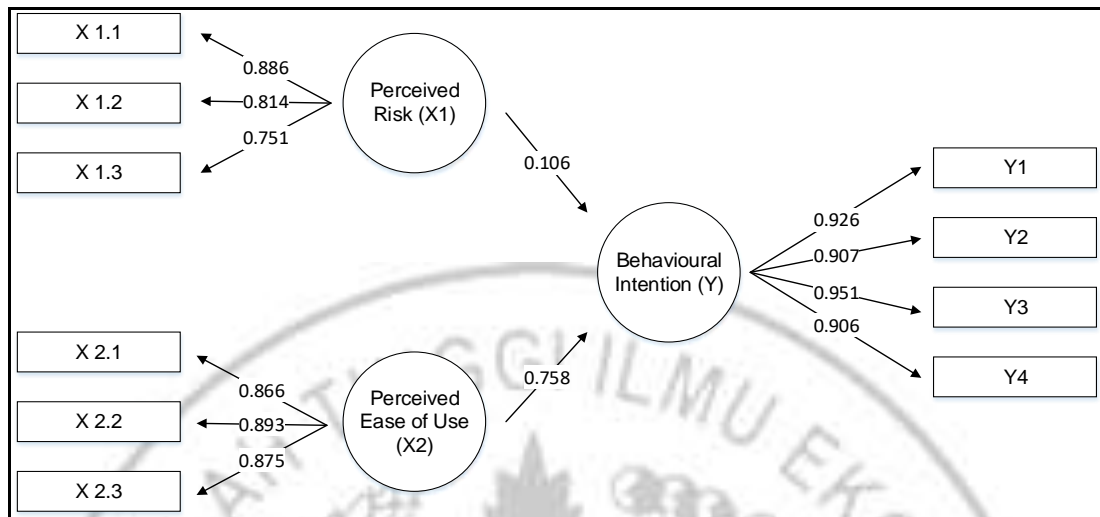 X 1.1
X 1.2
X 1.3
0.886
0.814
0.751
Perceived
Risk (X1)
0.106
X 2.1
X 2.2
X 2.3
0.866
0.893
0.875
Perceived
Ease of Use
(X2)
0.758
Behavioural
Intention (Y)
0.926
0.907
0.951
0.906
Y1
Y2
Y3
Y4
GGI ILMU